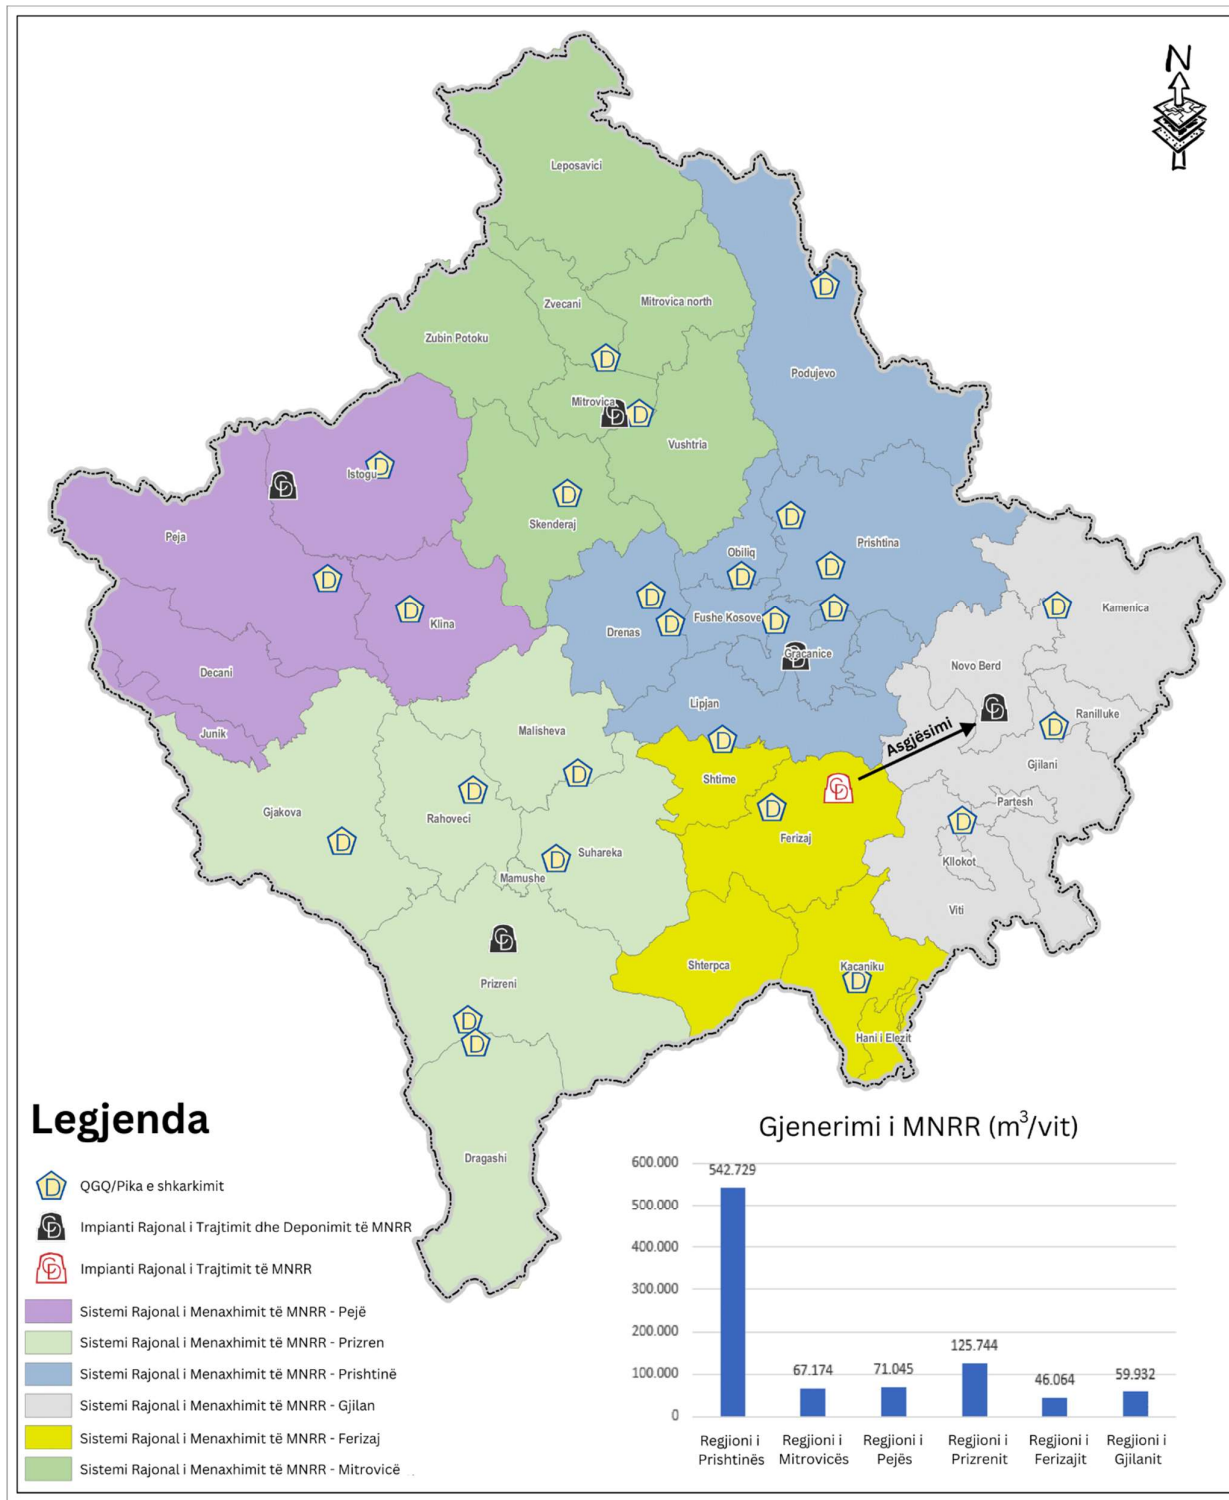 N
Leposavici
Zvecani
Mitrovica north
Zubin Potoku
Podujevo
Mitrovica
Vushtria
Istogu
Skenderaj
Peja
Obiliq
Prishtina
Klina
Drenas
Fushe Kosove
Kamenica
Gracanice
Novo Berd
Decani
Lipjan
Ranilluke
Junik
Malisheva
Asgjësimi
Gjilani
Shtime
Partesh
Gjakova
Rahoveci
Ferizaj
Suhareka
Kllokot
Mamushe
Viti
Shterpca
Kacaniku
Prizreni
Hani i Elezit
Dragashi
Legjenda
D QGQ/Pika e shkarkimit
CD Impianti Rajonal i Trajtimit dhe Deponimit të MNRR
CD Impianti Rajonal i Trajtimit të MNRR
Sistemi Rajonal i Menaxhimit të MNRR - Pejë
Sistemi Rajonal i Menaxhimit të MNRR - Prizren
Sistemi Rajonal i Menaxhimit të MNRR - Prishtinë
Sistemi Rajonal i Menaxhimit të MNRR - Gjilan
Sistemi Rajonal i Menaxhimit të MNRR - Ferizaj
Sistemi Rajonal i Menaxhimit të MNRR - Mitrovicë
Gjenerimi i MNRR (m³/vit)
600.000
500.000
400.000
300.000
200.000
100.000
0
542.729
67.174
71.045
125.744
46.064
59.932
Regjioni i Prishtinës
Regjioni i Mitrovicës
Regjioni i Pejës
Regjioni i Prizrenit
Regjioni i Ferizajit
Regjioni i Gjilanit